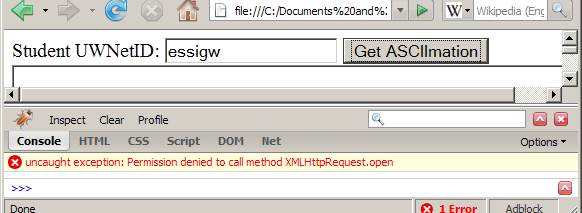 file:///C:/Documents%20and%
W
Wikipedia (Eng
Student UWNetID: essigw Get ASCIImation
Inspect Clear Profile
Console HTML CSS Script DOM Net Options
uncaught exception: Permission denied to call method XMLHttpRequest.open
>>>
Done 1 Error Adblock